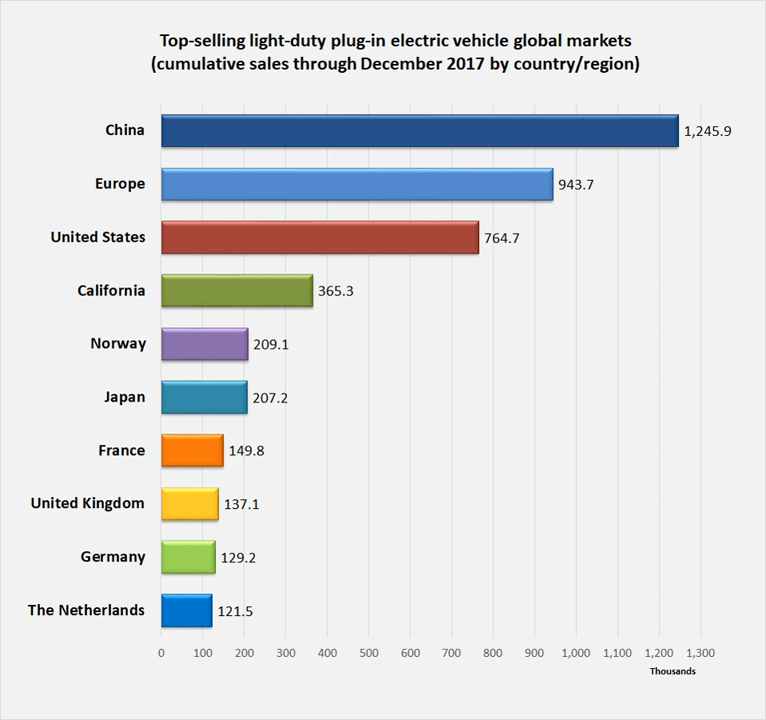 Top-selling light-duty plug-in electric vehicle global markets
(cumulative sales through December 2017 by country/region)
China 1,245.9
Europe 943.7
United States 764.7
California 365.3
Norway 209.1
Japan 207.2
France 149.8
United Kingdom 137.1
Germany 129.2
The Netherlands 121.5
0 100 200 300 400 500 600 700 800 900 1,000 1,100 1,200 1,300
Thousands